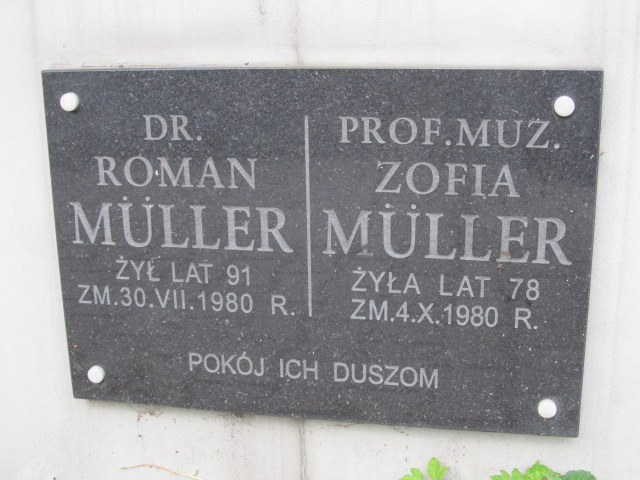 DR.
ROMAN
MÜLLER
ŻYŁ LAT 91
ZM.30.VII.1980 R.
PROF.MUZ.
ZOFIA
MÜLLER
ŻYŁA LAT 78
ZM.4.X.1980 R.
POKÓJ ICH DUSZOM